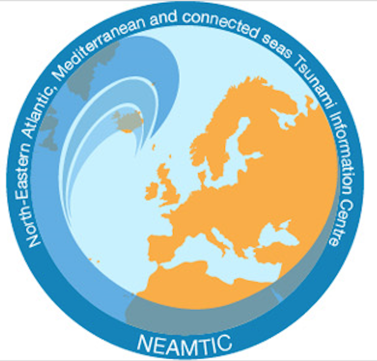 North-Eastern Atlantic, Mediterranean and connected seas Tsunami Information Centre
NEAMTIC